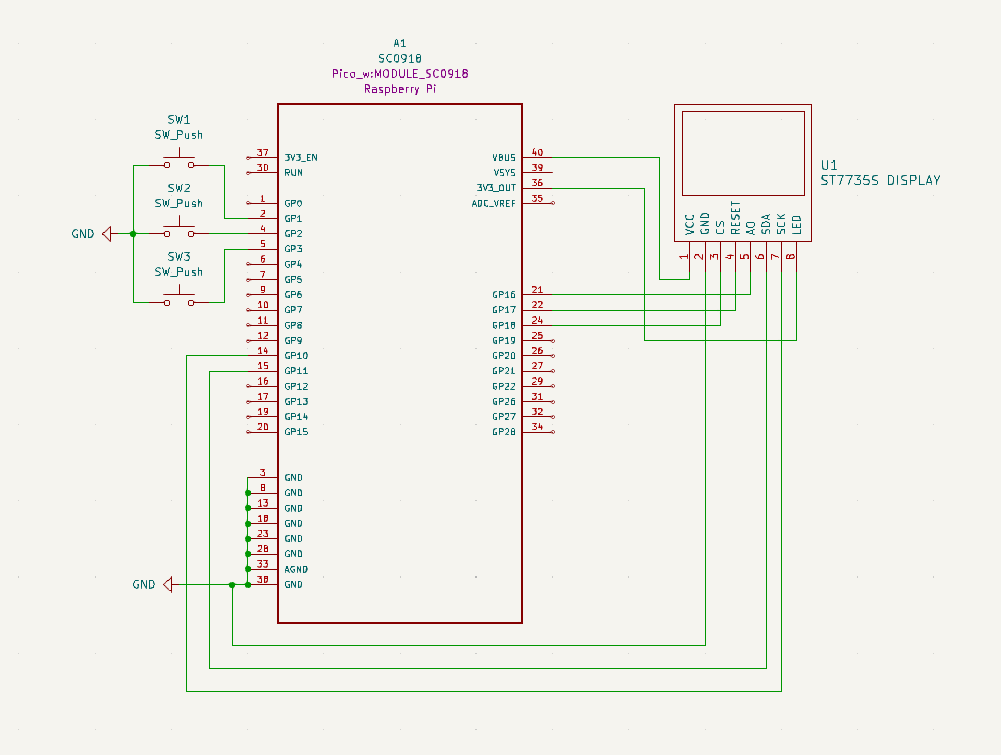 A1
SC0918
Pico_w:MODULE_SC0918
Raspberry Pi
SW1
SW_Push
SW2
SW_Push
GND
SW3
SW_Push
37 3V3_EN
30 RUN
1 GP0
2 GP1
4 GP2
5 GP3
6 GP4
7 GP5
9 GP6
10 GP7
11 GP8
12 GP9
14 GP10
15 GP11
16 GP12
17 GP13
19 GP14
20 GP15
3 GND
8 GND
13 GND
18 GND
23 GND
28 GND
33 AGND
38 GND
GND
VBUS 40
VSYS 39
3V3_OUT 36
ADC_VREF 35
GP16 21
GP17 22
GP18 24
GP19 25
GP20 26
GP21 27
GP22 29
GP26 31
GP27 32
GP28 34
U1
ST7735S DISPLAY
VCC 1
GND 2
CS 3
RESET 4
A0 5
SDA 6
SCK 7
LED 8